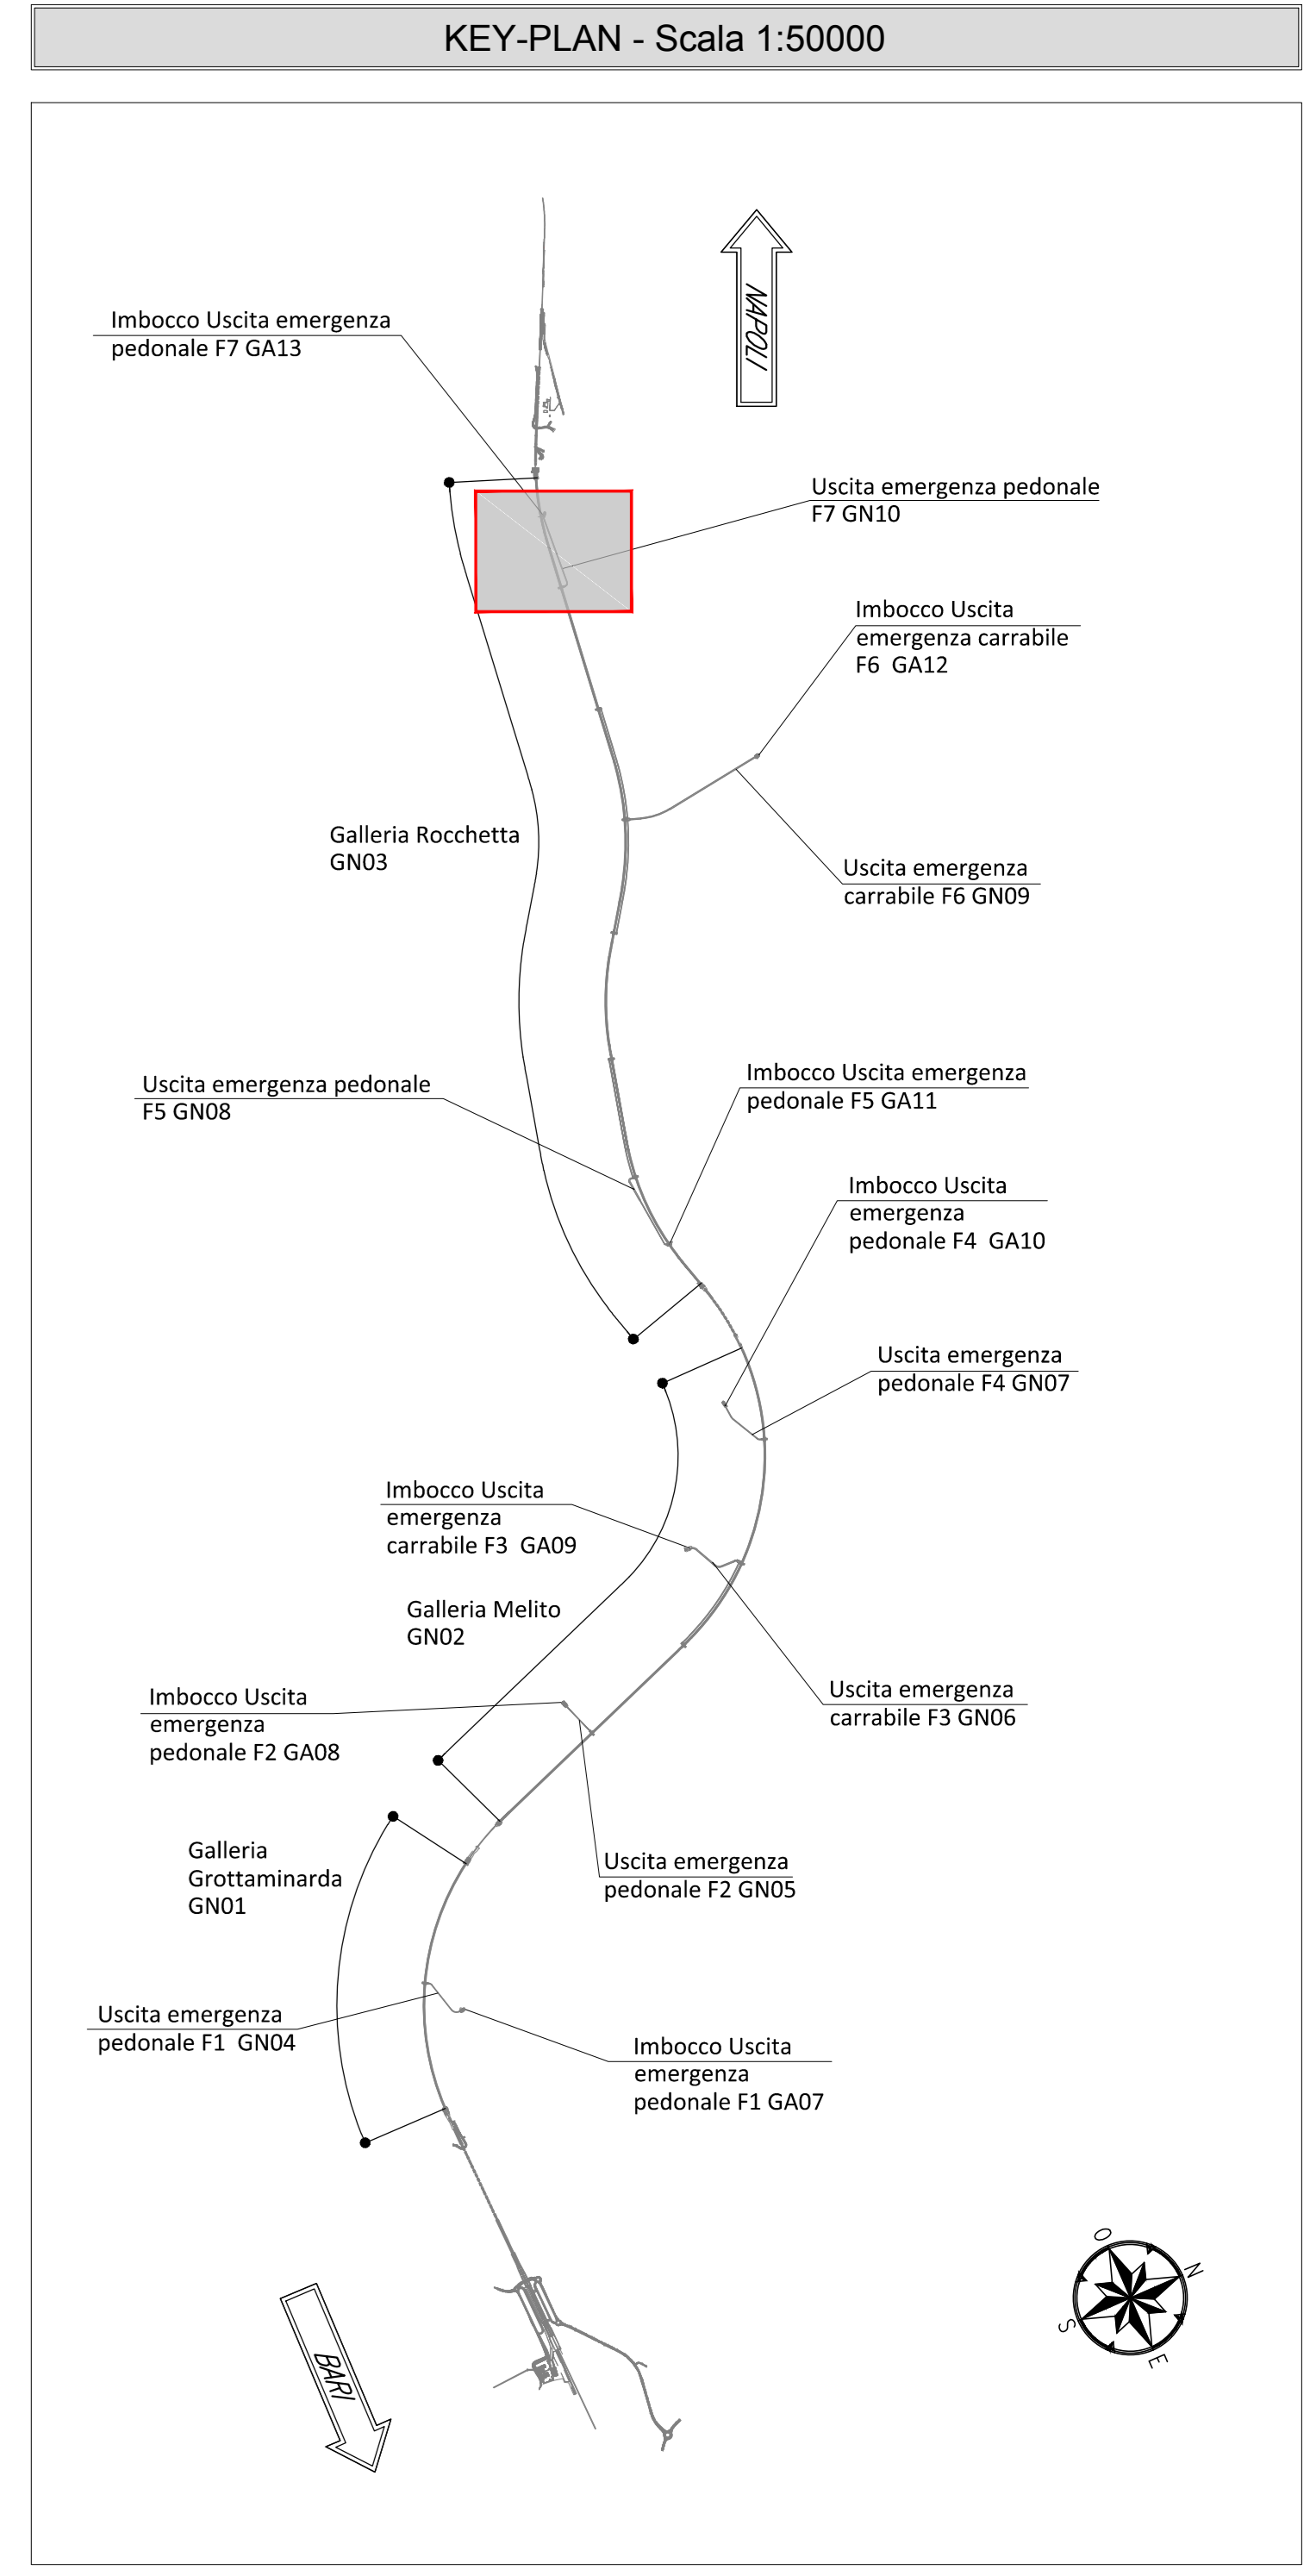 KEY-PLAN - Scala 1:50000
NAPOLI
Imbocco Uscita emergenza
pedonale F7 GA13
Uscita emergenza pedonale
F7 GN10
Imbocco Uscita
emergenza carrabile
F6 GA12
Galleria Rocchetta
GN03
Uscita emergenza
carrabile F6 GN09
Imbocco Uscita emergenza
pedonale F5 GA11
Uscita emergenza pedonale
F5 GN08
Imbocco Uscita
emergenza
pedonale F4 GA10
Uscita emergenza
pedonale F4 GN07
Imbocco Uscita
emergenza
carrabile F3 GA09
Galleria Melito
GN02
Uscita emergenza
carrabile F3 GN06
Imbocco Uscita
emergenza
pedonale F2 GA08
Galleria
Grottaminarda
GN01
Uscita emergenza
pedonale F2 GN05
Uscita emergenza
pedonale F1 GN04
Imbocco Uscita
emergenza
pedonale F1 GA07
O
N
S
E
BARI